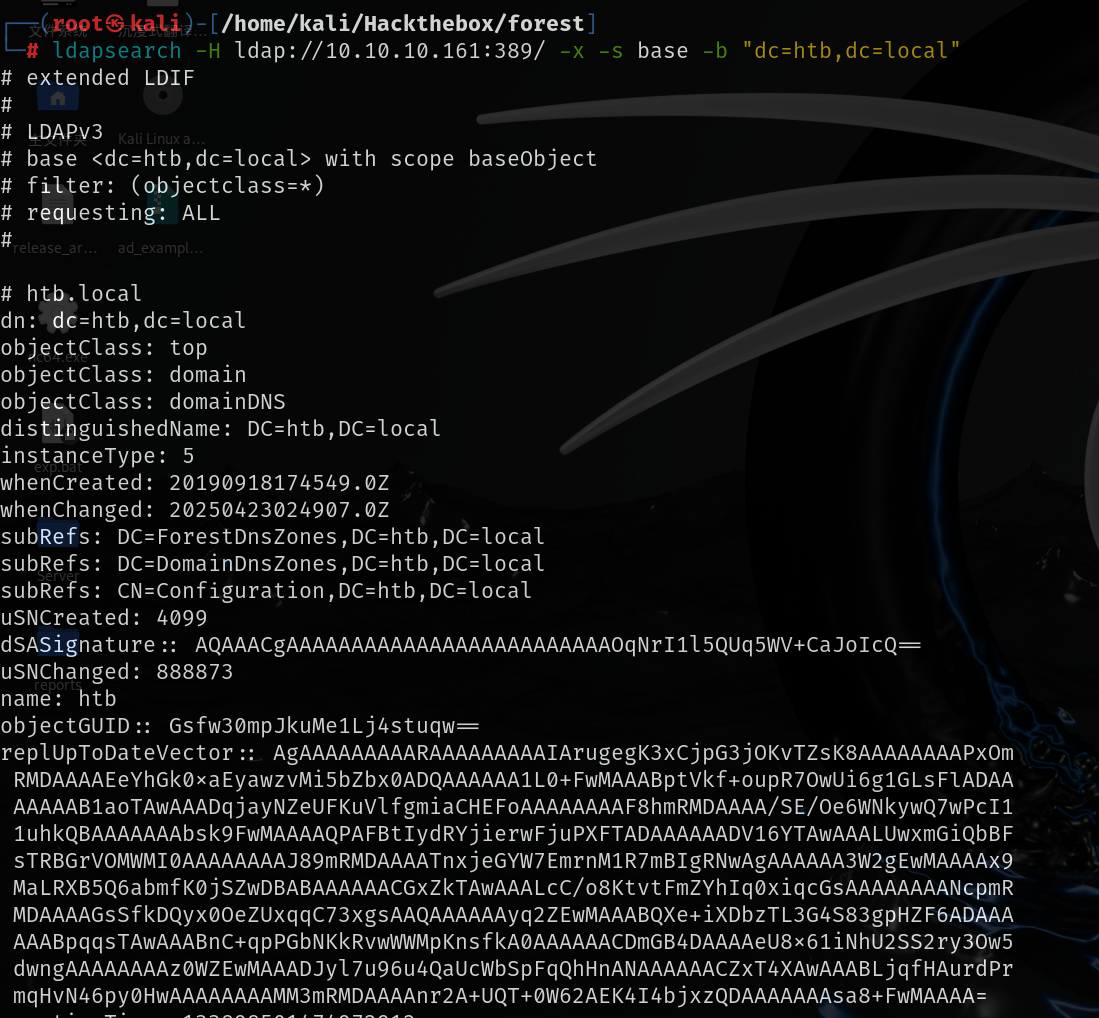 (root㉿kali)-[/home/kali/Hackthebox/forest]
# ldapsearch -H ldap://10.10.10.161:389/ -x -s base -b "dc=htb,dc=local"
# extended LDIF
#
# LDAPv3
# base <dc=htb,dc=local> with scope baseObject
# filter: (objectclass=*)
# requesting: ALL
#
# htb.local
dn: dc=htb,dc=local
objectClass: top
objectClass: domain
objectClass: domainDNS
distinguishedName: DC=htb,DC=local
instanceType: 5
whenCreated: 20190918174549.0Z
whenChanged: 20250423024907.0Z
subRefs: DC=ForestDnsZones,DC=htb,DC=local
subRefs: DC=DomainDnsZones,DC=htb,DC=local
subRefs: CN=Configuration,DC=htb,DC=local
uSNCreated: 4099
dSASignature:: AQAAACgAAAAAAAAAAAAAAAAAAAAAAAAAOqNrI1l5QUq5WV+CaJoIcQ==
uSNChanged: 888873
name: htb
objectGUID:: Gsfw30mpJkuMe1Lj4stuqw==
replUpToDateVector:: AgAAAAAAAAARAAAAAAAAAIArugegK3xCjpG3jOKvTZsK8AAAAAAAAPxOm
RMDAAAAEeYhGk0×aEyawzvMi5bZbx0ADQAAAAAA1L0+FwMAAABptVkf+oupR7OwUi6g1GLsFlADAA
AAAAAB1aoTAwAAADqjayNZeUFKuVlfgmiaCHEFoAAAAAAAAF8hmRMDAAAA/SE/Oe6WNkywQ7wPcI1
1uhkQBAAAAAAAbsk9FwMAAAAQPAFBtIydRYjierwFjuPXFTADAAAAAADV16YTAwAAALUwxmGiQbBF
sTRBGrVOMWMI0AAAAAAAAJ89mRMDAAAATnxjeGYW7EmrnM1R7mBIgRNwAgAAAAAA3W2gEwMAAAAx9
MaLRXB5Q6abmfK0jSZwDBABAAAAAACGxZkTAwAAALcC/o8KtvtFmZYhIq0xiqcGsAAAAAAAANcpmR
MDAAAAGsSfkDQyx0OeZUxqqC73xgsAAQAAAAAAyq2ZEwMAAABQXe+iXDbzTL3G4S83gpHZF6ADAAA
AAABpqqsTAwAAABnC+qpPGbNKkRvwWWMpKnsfkA0AAAAAACDmGB4DAAAAeU8×61iNhU2SS2ry3Ow5
dwngAAAAAAAAz0WZEwMAAADJyl7u96u4QaUcWbSpFqQhHnANAAAAAACZxT4XAwAAABLjqfHAurdPr
mqHvN46py0HwAAAAAAAAMM3mRMDAAAAnr2A+UQT+0W62AEK4I4bjxzQDAAAAAAAsa8+FwMAAAA=